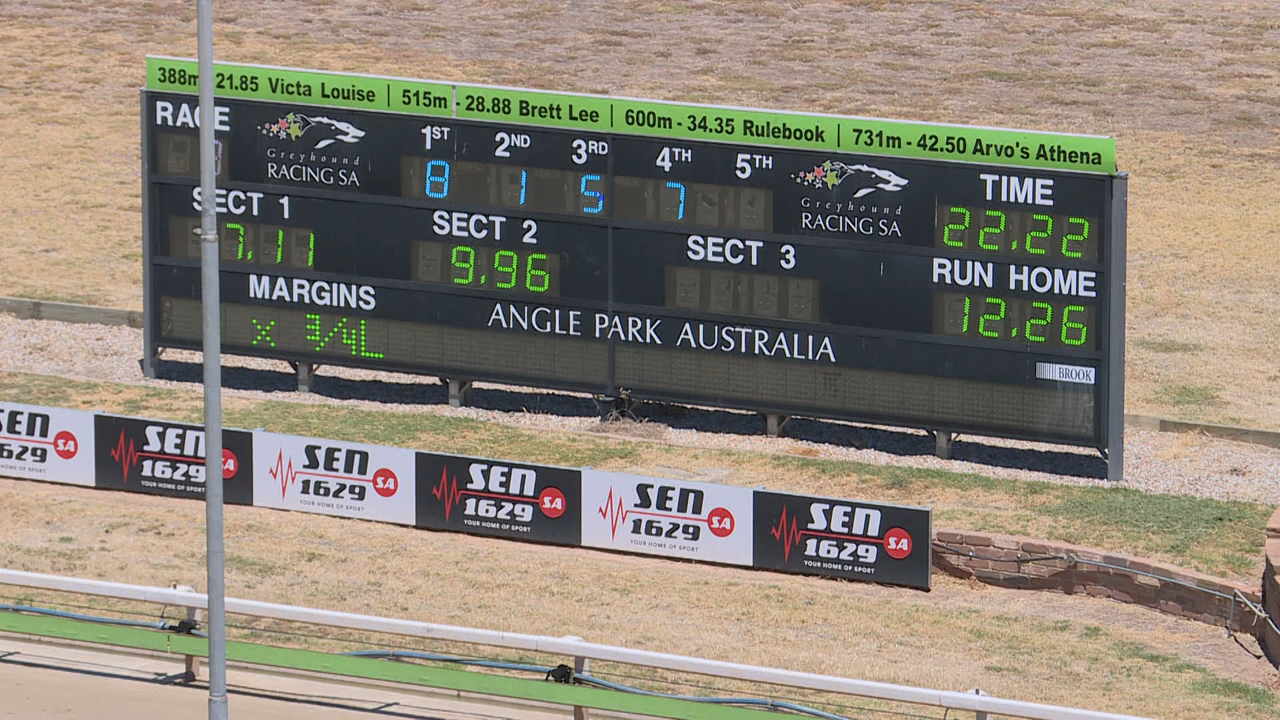 388m 21.85 Victa Louise | 515m - 28.88 Brett Lee | 600m - 34.35 Rulebook | 731m - 42.50 Arvo's Athena
RACE
Greyhound
RACING SA
1ST 2ND 3RD 4TH 5TH
8 1 5 7
Greyhound
RACING SA
TIME
22.22
SECT 1
7.11
SECT 2
9.96
SECT 3
RUN HOME
12.26
MARGINS
X 3/4L
ANGLE PARK AUSTRALIA
BROOK
SEN
1629
SA
SEN
1629
SA
YOUR HOME OF SPORT
SEN
1629
SA
YOUR HOME OF SPORT
SEN
1629
SA
YOUR HOME OF SPORT
SEN
1629
SA
YOUR HOME OF SPORT
SEN
1629
SA
YOUR HOME OF SPORT